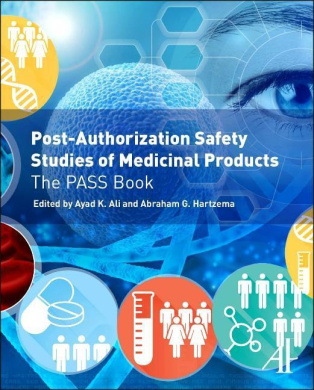 Post-Authorization Safety
Studies of Medicinal Products
The PASS Book
Edited by Ayad K. Ali and Abraham G. Hartzema